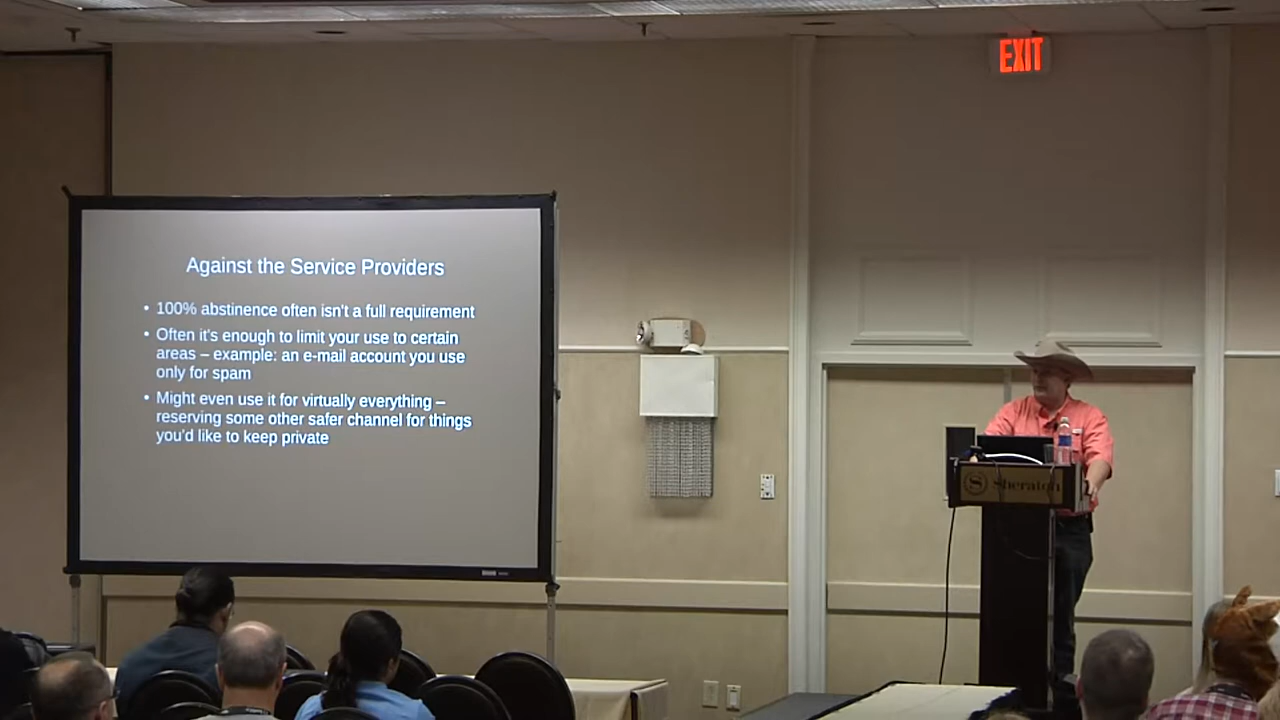 EXIT
Against the Service Providers
• 100% abstinence often isn't a full requirement
• Often it's enough to limit your use to certain
areas – example: an e-mail account you use
only for spam
• Might even use it for virtually everything –
reserving some other safer channel for things
you'd like to keep private
S Sheraton